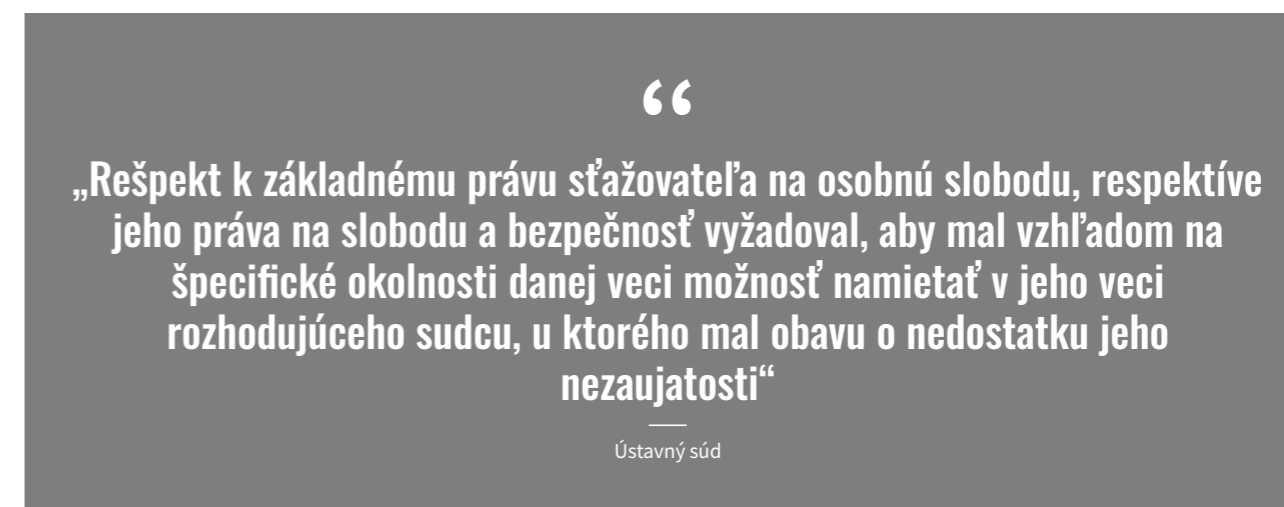 “
„Rešpekt k základnému právu sťažovateľa na osobnú slobodu, respektíve
jeho práva na slobodu a bezpečnosť vyžadoval, aby mal vzhľadom na
špecifické okolnosti danej veci možnosť namietať v jeho veci
rozhodujúceho sudcu, u ktorého mal obavu o nedostatku jeho
nezaujatosti“
Ústavný súd